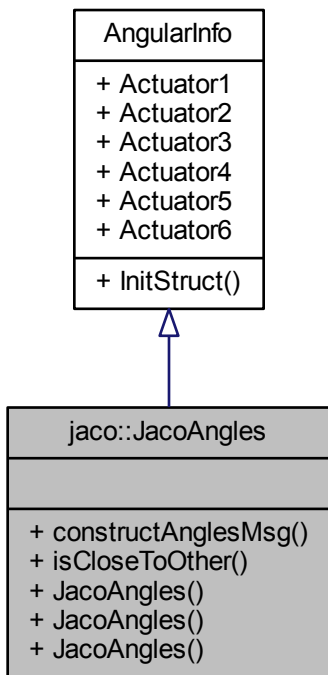 AngularInfo
+ Actuator1
+ Actuator2
+ Actuator3
+ Actuator4
+ Actuator5
+ Actuator6
+ InitStruct()
jaco::JacoAngles
+ constructAnglesMsg()
+ isCloseToOther()
+ JacoAngles()
+ JacoAngles()
+ JacoAngles()